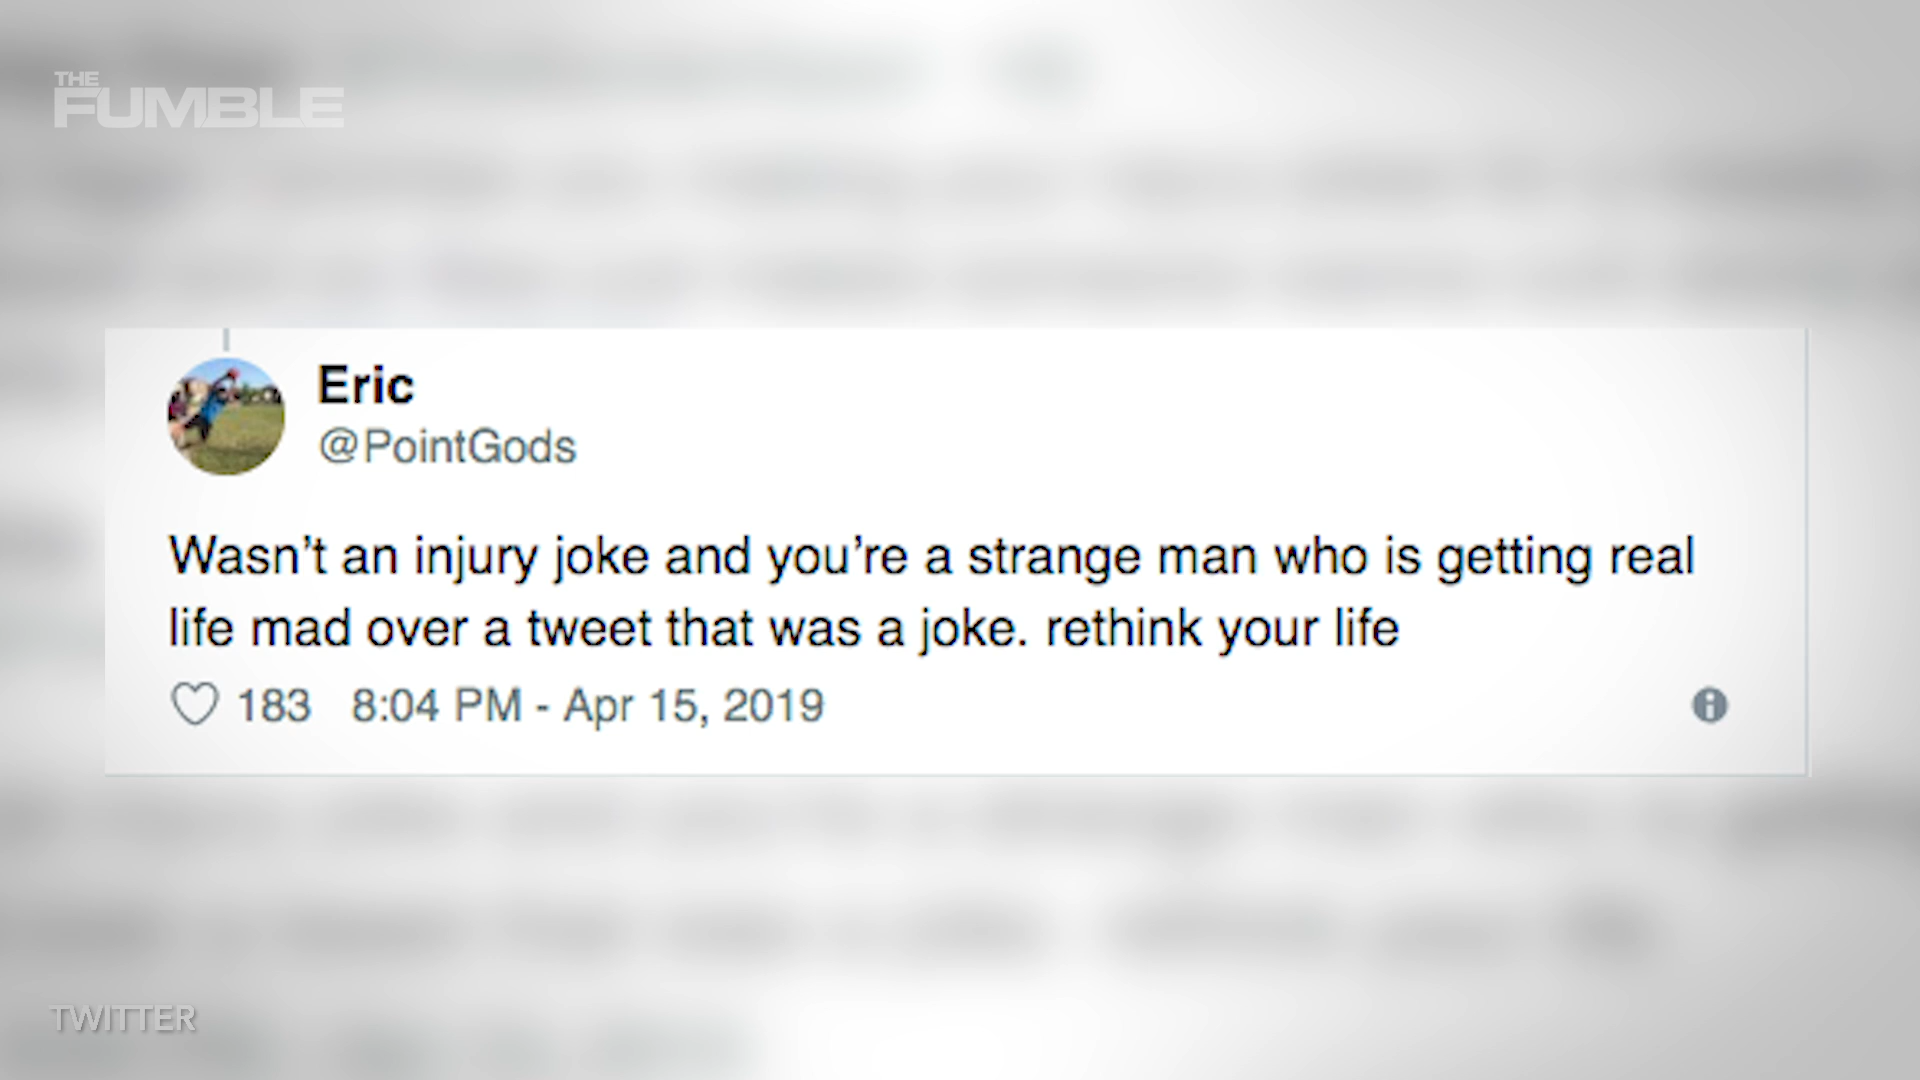 THE
FUMBLE
Eric
@PointGods
Wasn’t an injury joke and you’re a strange man who is getting real
life mad over a tweet that was a joke. rethink your life
183 8:04 PM - Apr 15, 2019
TWITTER